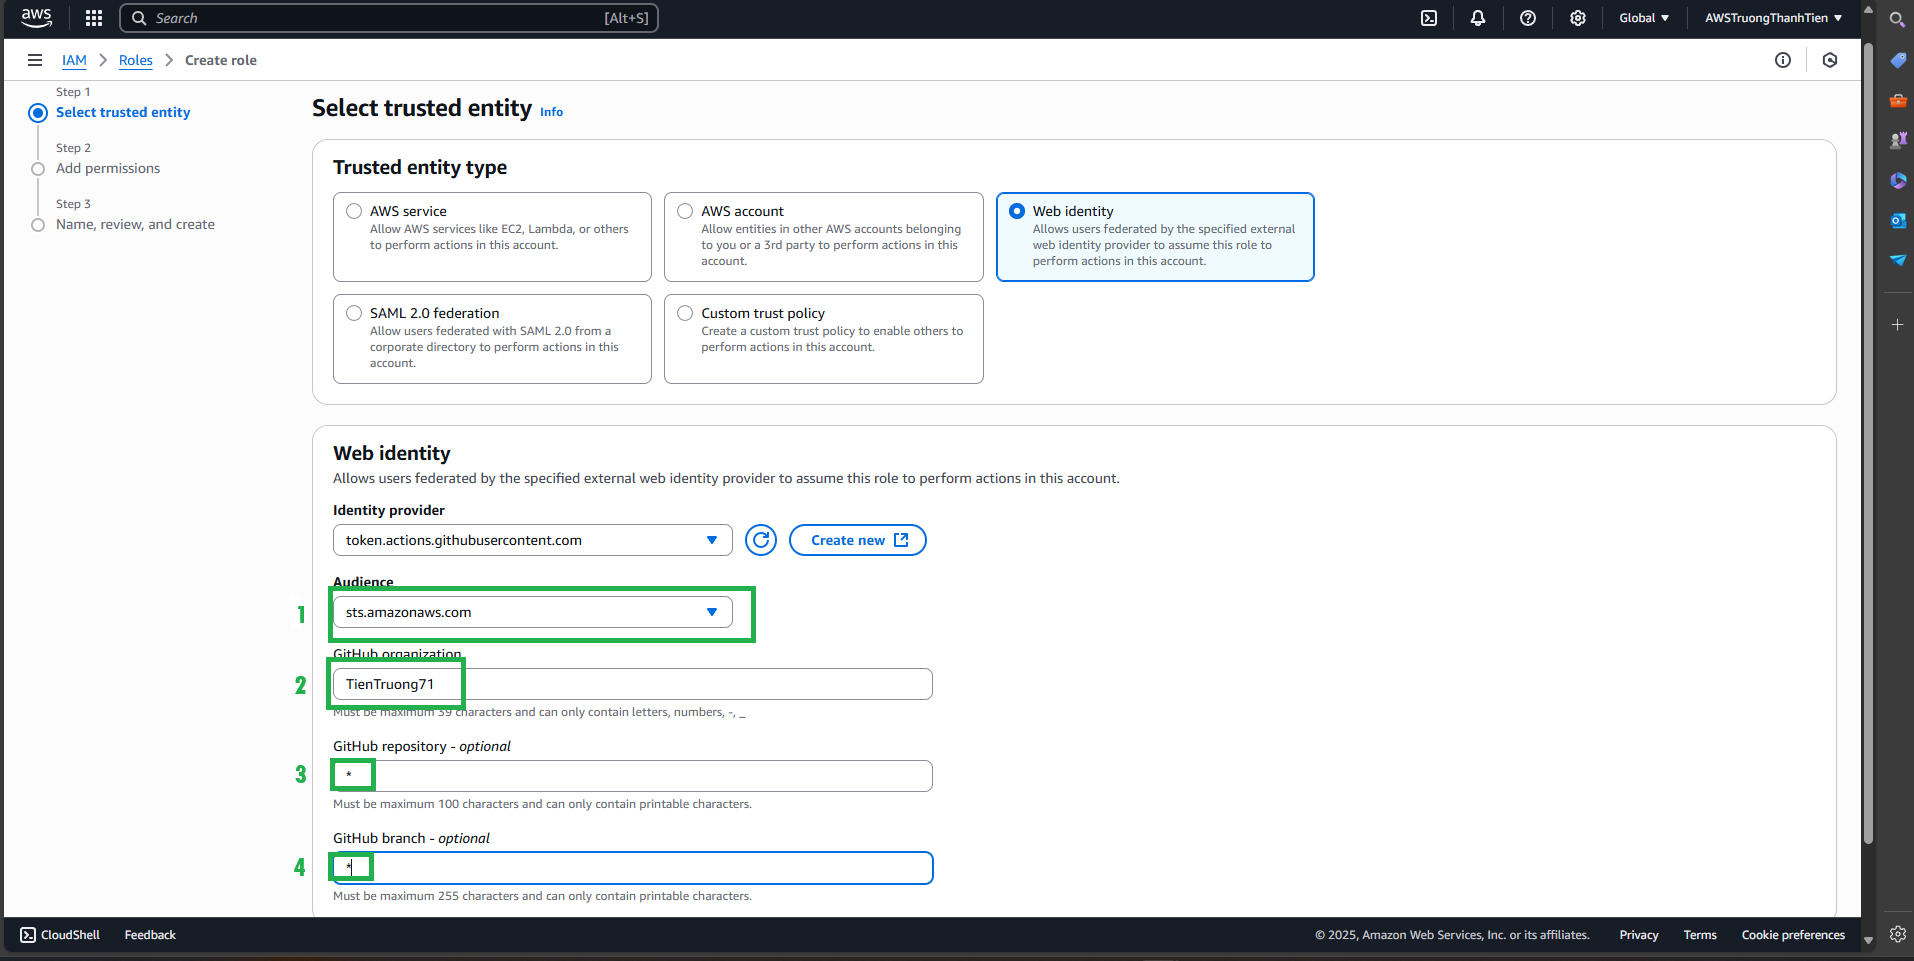 aws
Search
[Alt+S]
Global
AWSTruongThanhTien
IAM
Roles
Create role
Step 1
Select trusted entity
Step 2
Add permissions
Step 3
Name, review, and create
Select trusted entity Info
Trusted entity type
AWS service
Allow AWS services like EC2, Lambda, or others
to perform actions in this account.
AWS account
Allow entities in other AWS accounts belonging
to you or a 3rd party to perform actions in this
account.
Web identity
Allows users federated by the specified external
web identity provider to assume this role to
perform actions in this account.
SAML 2.0 federation
Allow users federated with SAML 2.0 from a
corporate directory to perform actions in this
account.
Custom trust policy
Create a custom trust policy to enable others to
perform actions in this account.
Web identity
Allows users federated by the specified external web identity provider to assume this role to perform actions in this account.
Identity provider
token.actions.githubusercontent.com
Create new
Audience
1
sts.amazonaws.com
GitHub organization
2
TienTruong71
Must be maximum 39 characters and can only contain letters, numbers, -, _
GitHub repository - optional
3
*
Must be maximum 100 characters and can only contain printable characters.
GitHub branch - optional
4
*
Must be maximum 255 characters and can only contain printable characters.
CloudShell
Feedback
© 2025, Amazon Web Services, Inc. or its affiliates.
Privacy
Terms
Cookie preferences